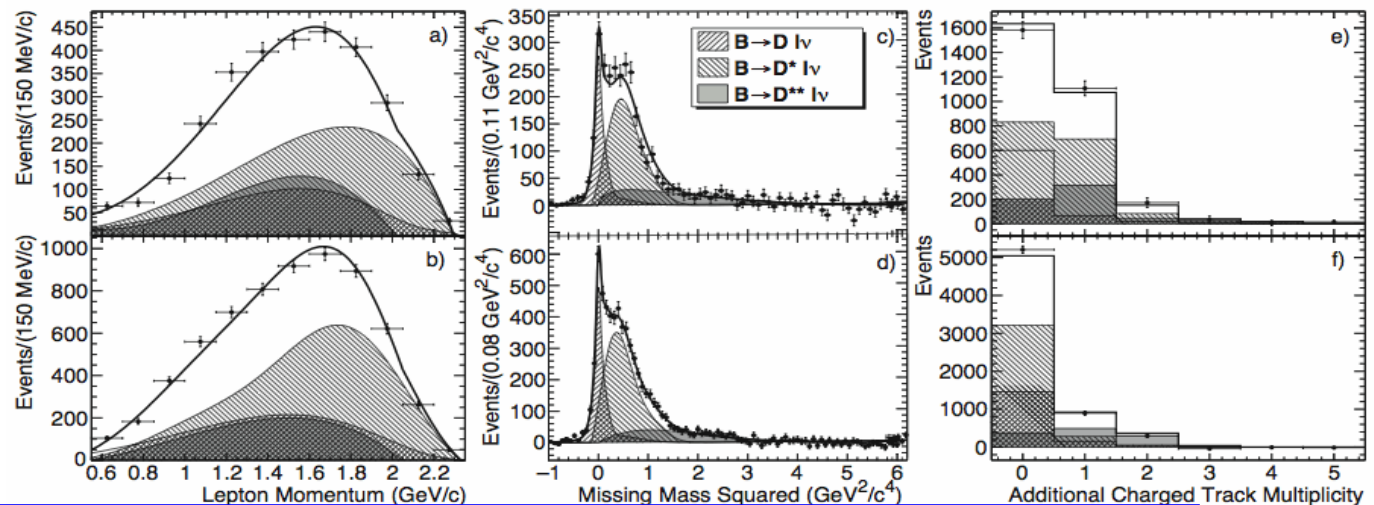 Events/(150 MeV/c)
450
400
350
300
250
200
150
100
50
a)
Events/(150 MeV/c)
1000
800
600
400
200
0
b)
0.6 0.8 1 1.2 1.4 1.6 1.8 2 2.2
Lepton Momentum (GeV/c)
Events/(0.11 GeV²/c⁴)
350
300
250
200
150
100
50
0
c)
B→D lν
B→D* lν
B→D** lν
Events/(0.08 GeV²/c⁴)
600
500
400
300
200
100
0
d)
−1 0 1 2 3 4 5 6
Missing Mass Squared (GeV²/c⁴)
Events
1600
1400
1200
1000
800
600
400
200
0
e)
Events
5000
4000
3000
2000
1000
0
f)
0 1 2 3 4 5
Additional Charged Track Multiplicity